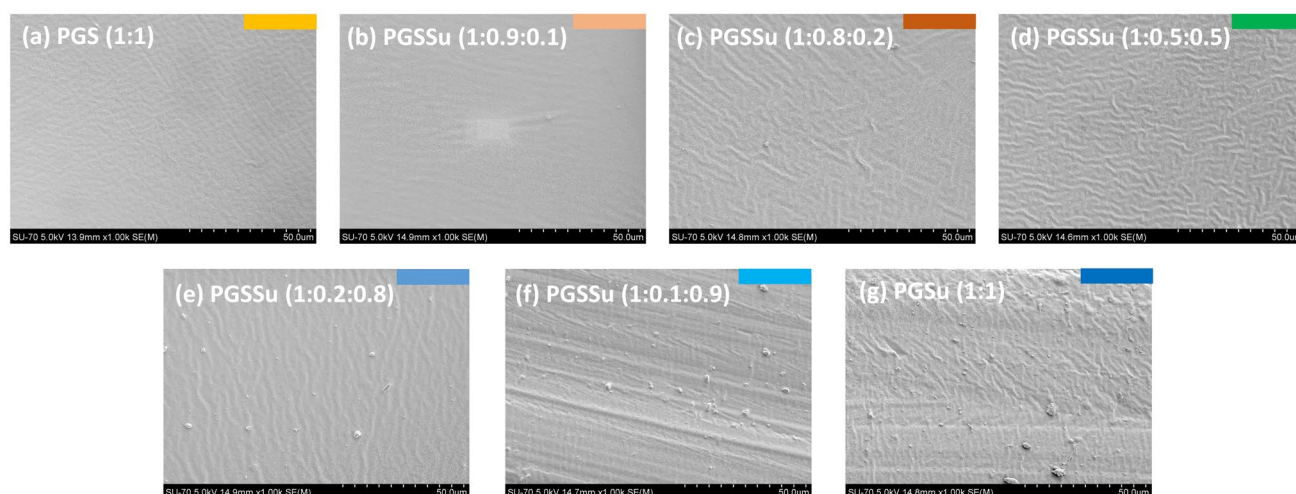 (a) PGS (1:1)
SU-70 5.0kV 13.9mm x1.00k SE(M) 50.0um
(b) PGSSu (1:0.9:0.1)
SU-70 5.0kV 14.9mm x1.00k SE(M) 50.0um
(c) PGSSu (1:0.8:0.2)
SU-70 5.0kV 14.8mm x1.00k SE(M) 50.0um
(d) PGSSu (1:0.5:0.5)
SU-70 5.0kV 14.6mm x1.00k SE(M) 50.0um
(e) PGSSu (1:0.2:0.8)
SU-70 5.0kV 14.9mm x1.00k SE(M) 50.0um
(f) PGSSu (1:0.1:0.9)
SU-70 5.0kV 14.7mm x1.00k SE(M) 50.0um
(g) PGSu (1:1)
SU-70 5.0kV 14.8mm x1.00k SE(M) 50.0um